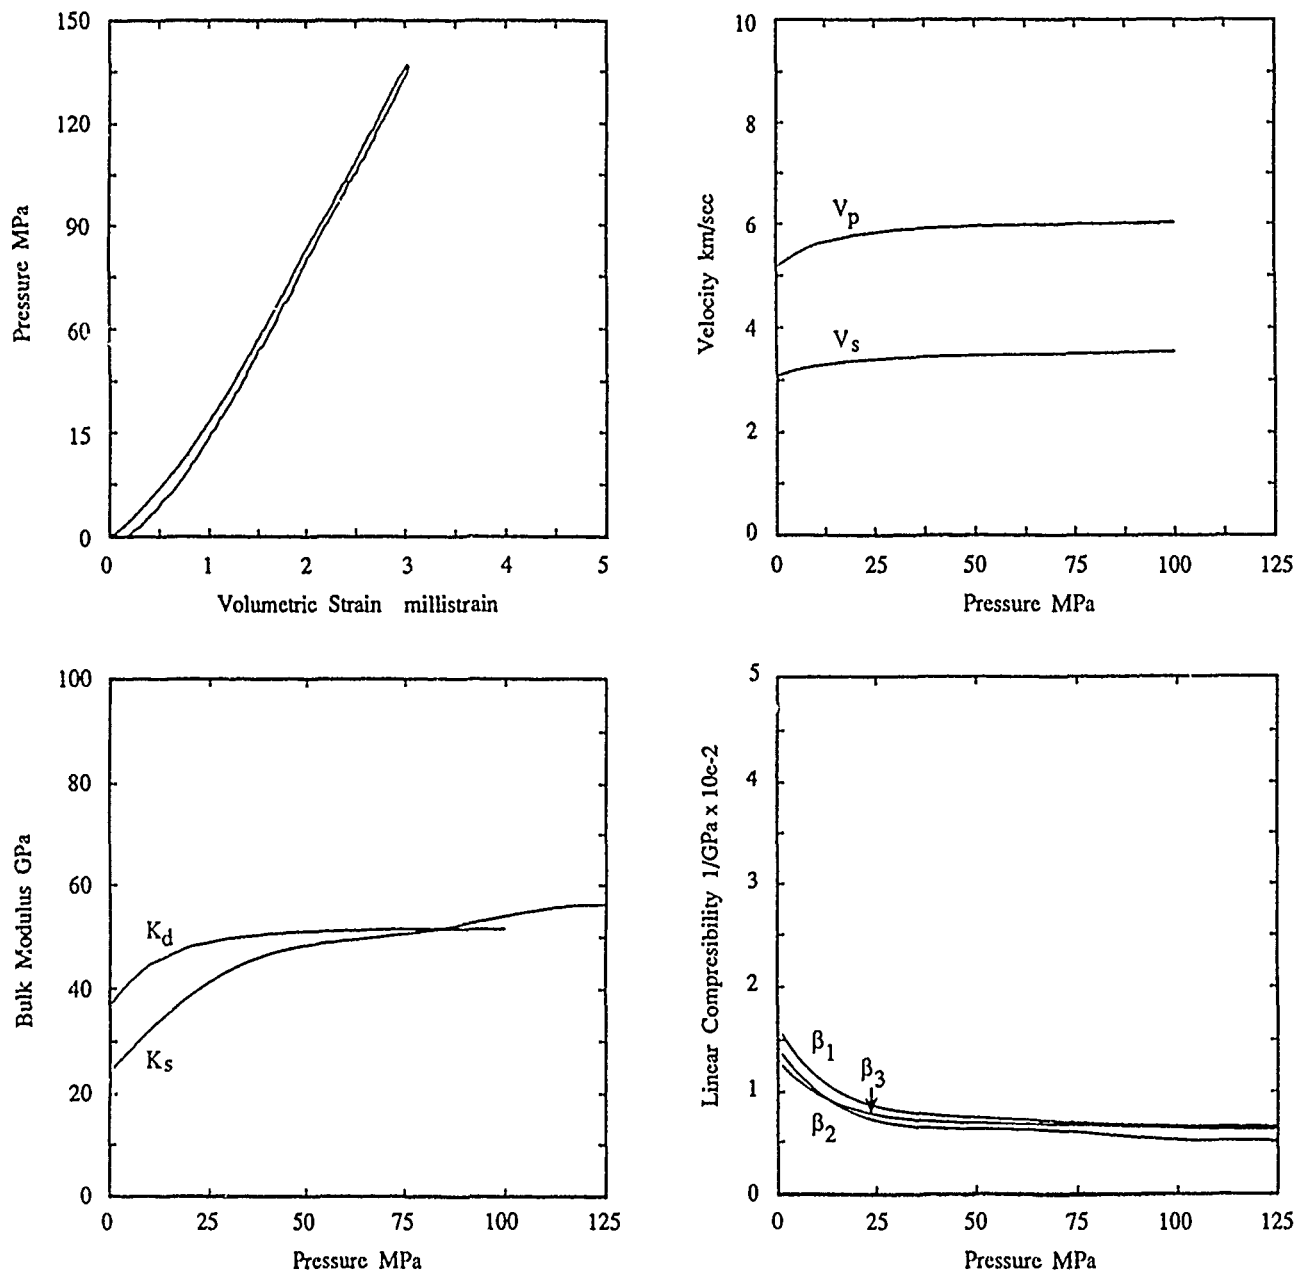 150
120
90
60
15
0
0 1 2 3 4 5
Pressure MPa
Volumetric Strain millistrain
10
8
6
4
2
0
0 25 50 75 100 125
Velocity km/scc
Vp
Vs
Pressure MPa
100
80
60
40
20
0
0 25 50 75 100 125
Bulk Modulus GPa
Kd
Ks
Pressure MPa
5
4
3
2
1
0
0 25 50 75 100 125
Linear Compresibility 1/GPa x 10e-2
β1
β3
β2
Pressure MPa